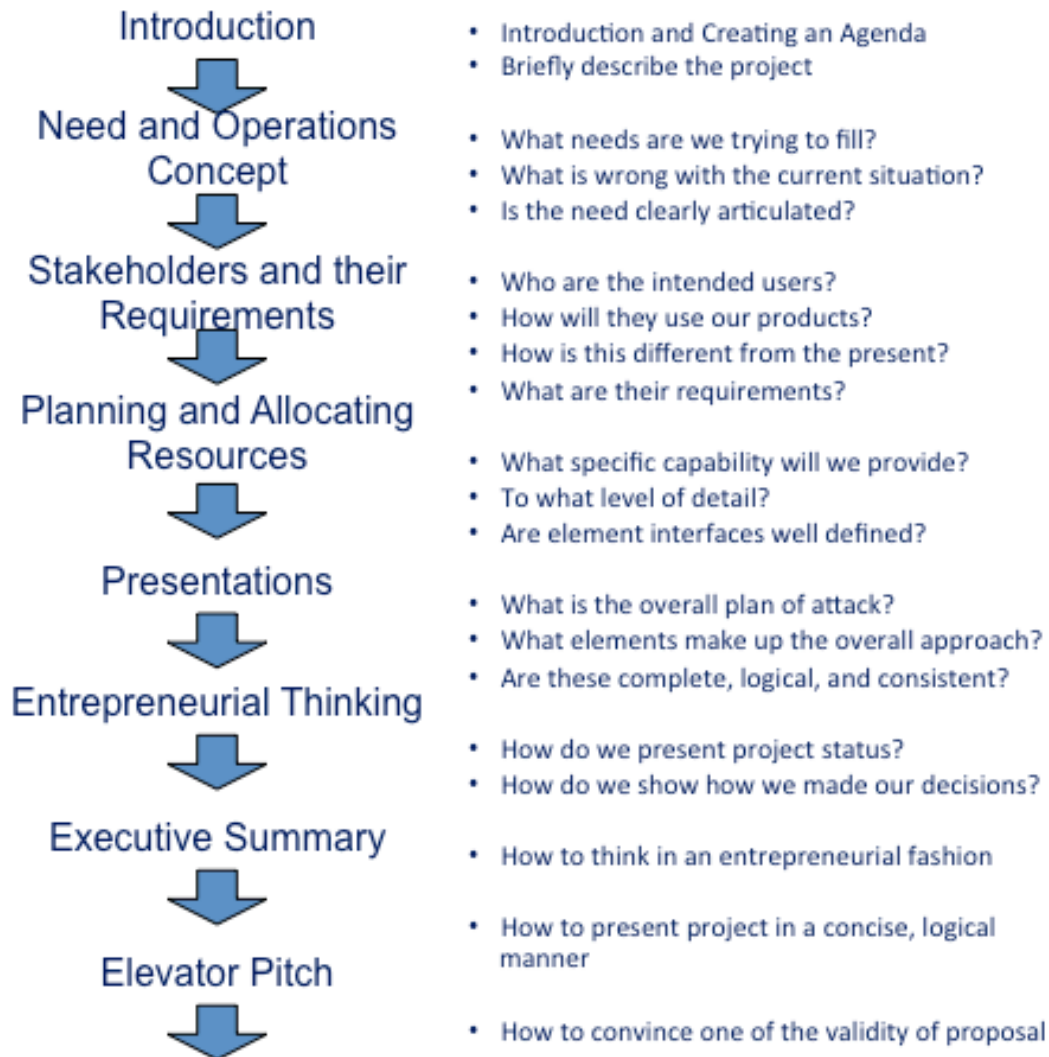 Introduction
• Introduction and Creating an Agenda
• Briefly describe the project
Need and Operations
Concept
• What needs are we trying to fill?
• What is wrong with the current situation?
• Is the need clearly articulated?
Stakeholders and their
Requirements
• Who are the intended users?
• How will they use our products?
• How is this different from the present?
• What are their requirements?
Planning and Allocating
Resources
• What specific capability will we provide?
• To what level of detail?
• Are element interfaces well defined?
Presentations
• What is the overall plan of attack?
• What elements make up the overall approach?
• Are these complete, logical, and consistent?
Entrepreneurial Thinking
• How do we present project status?
• How do we show how we made our decisions?
Executive Summary
• How to think in an entrepreneurial fashion
• How to present project in a concise, logical
manner
Elevator Pitch
• How to convince one of the validity of proposal